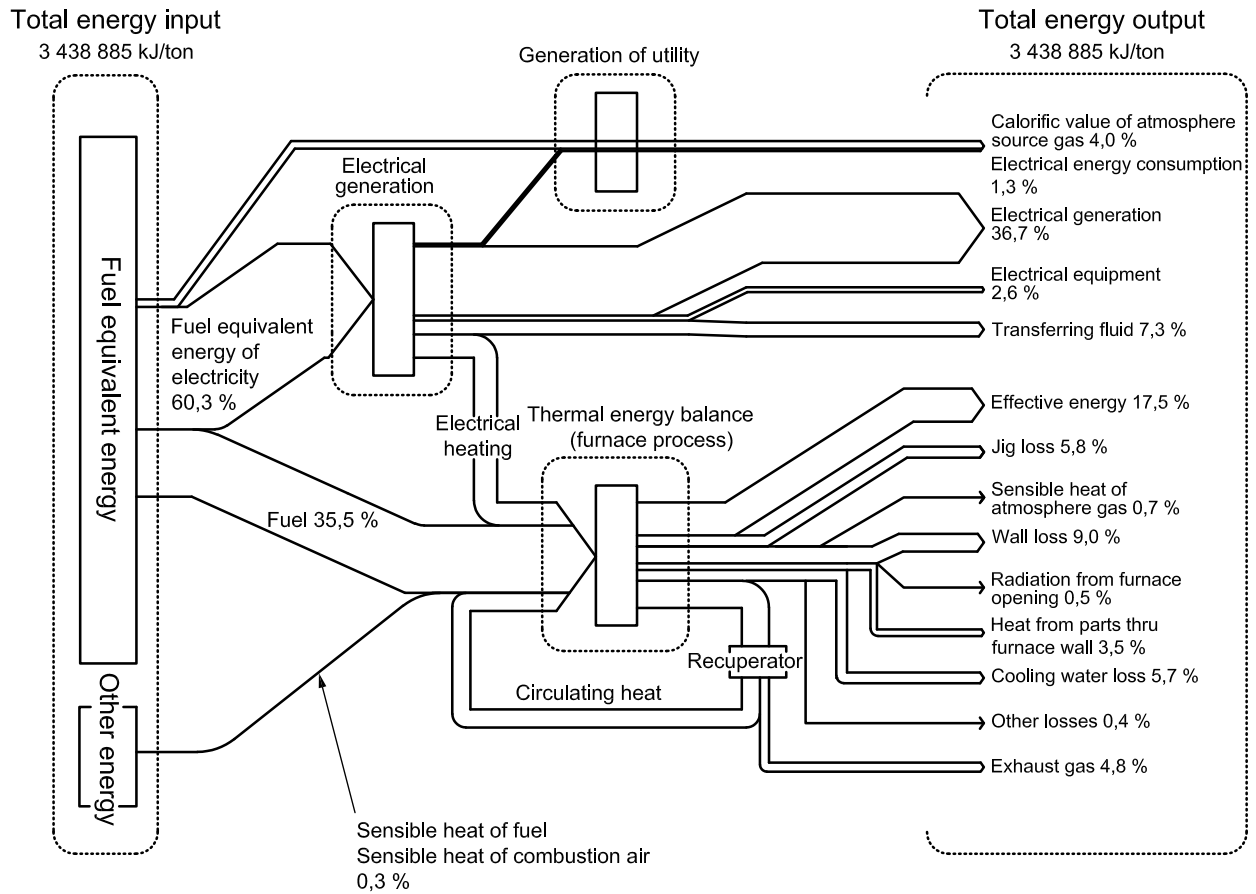 Total energy input
3 438 885 kJ/ton
Total energy output
3 438 885 kJ/ton
Generation of utility
Electrical
generation
Fuel equivalent energy
Other energy
Fuel equivalent
energy of
electricity
60,3 %
Electrical
heating
Thermal energy balance
(furnace process)
Fuel 35,5 %
Recuperator
Circulating heat
Sensible heat of fuel
Sensible heat of combustion air
0,3 %
Calorific value of atmosphere
source gas 4,0 %
Electrical energy consumption
1,3 %
Electrical generation
36,7 %
Electrical equipment
2,6 %
Transferring fluid 7,3 %
Effective energy 17,5 %
Jig loss 5,8 %
Sensible heat of
atmosphere gas 0,7 %
Wall loss 9,0 %
Radiation from furnace
opening 0,5 %
Heat from parts thru
furnace wall 3,5 %
Cooling water loss 5,7 %
Other losses 0,4 %
Exhaust gas 4,8 %